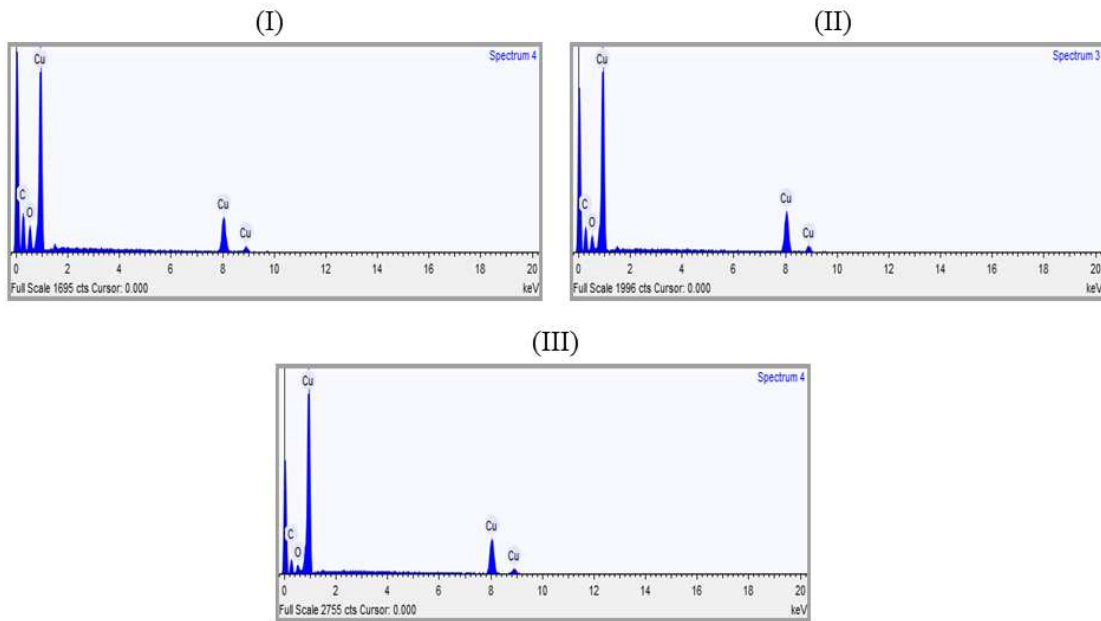 (I)
Spectrum 4
Cu
C
O
Cu
Cu
0 2 4 6 8 10 12 14 16 18 20
Full Scale 1695 cts Cursor: 0.000 keV
(II)
Spectrum 3
Cu
C
O
Cu
Cu
0 2 4 6 8 10 12 14 16 18 20
Full Scale 1996 cts Cursor: 0.000 keV
(III)
Spectrum 4
Cu
C
O
Cu
Cu
0 2 4 6 8 10 12 14 16 18 20
Full Scale 2755 cts Cursor: 0.000 keV